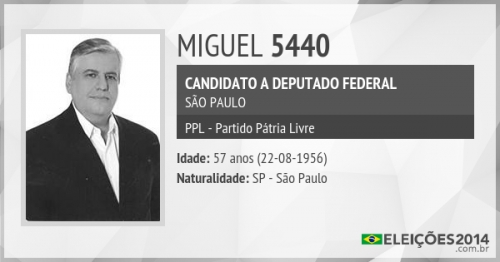 MIGUEL 5440
CANDIDATO A DEPUTADO FEDERAL
SÃO PAULO
PPL - Partido Pátria Livre
Idade: 57 anos (22-08-1956)
Naturalidade: SP - São Paulo
ELEIÇÕES2014
.com.br